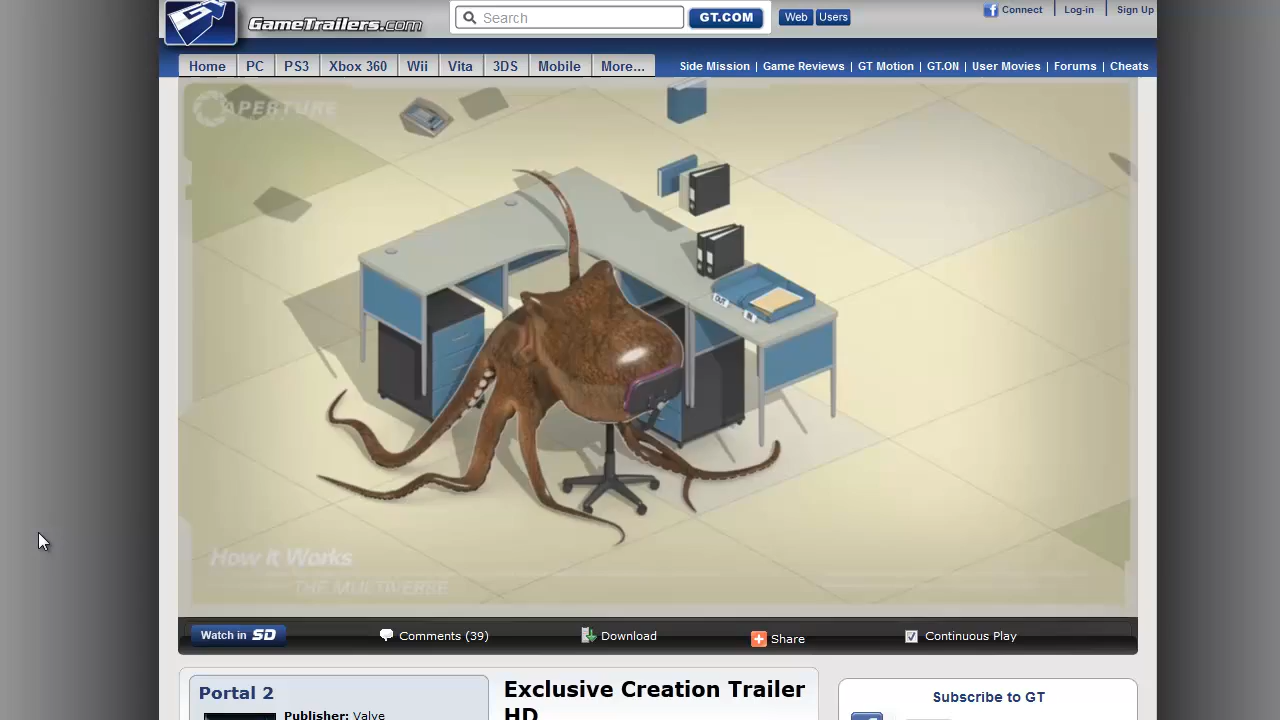 GameTrailers.com
Search
GT.COM
Web
Users
Connect
Log-in
Sign Up
Home
PC
PS3
Xbox 360
Wii
Vita
3DS
Mobile
More...
Side Mission | Game Reviews | GT Motion | GT.ON | User Movies | Forums | Cheats
APERTURE
OUT
IN
How It Works
THE MULTIVERSE
Watch in SD
Comments (39)
Download
Share
Continuous Play
Portal 2
Publisher: Valve
Exclusive Creation Trailer
HD
Subscribe to GT